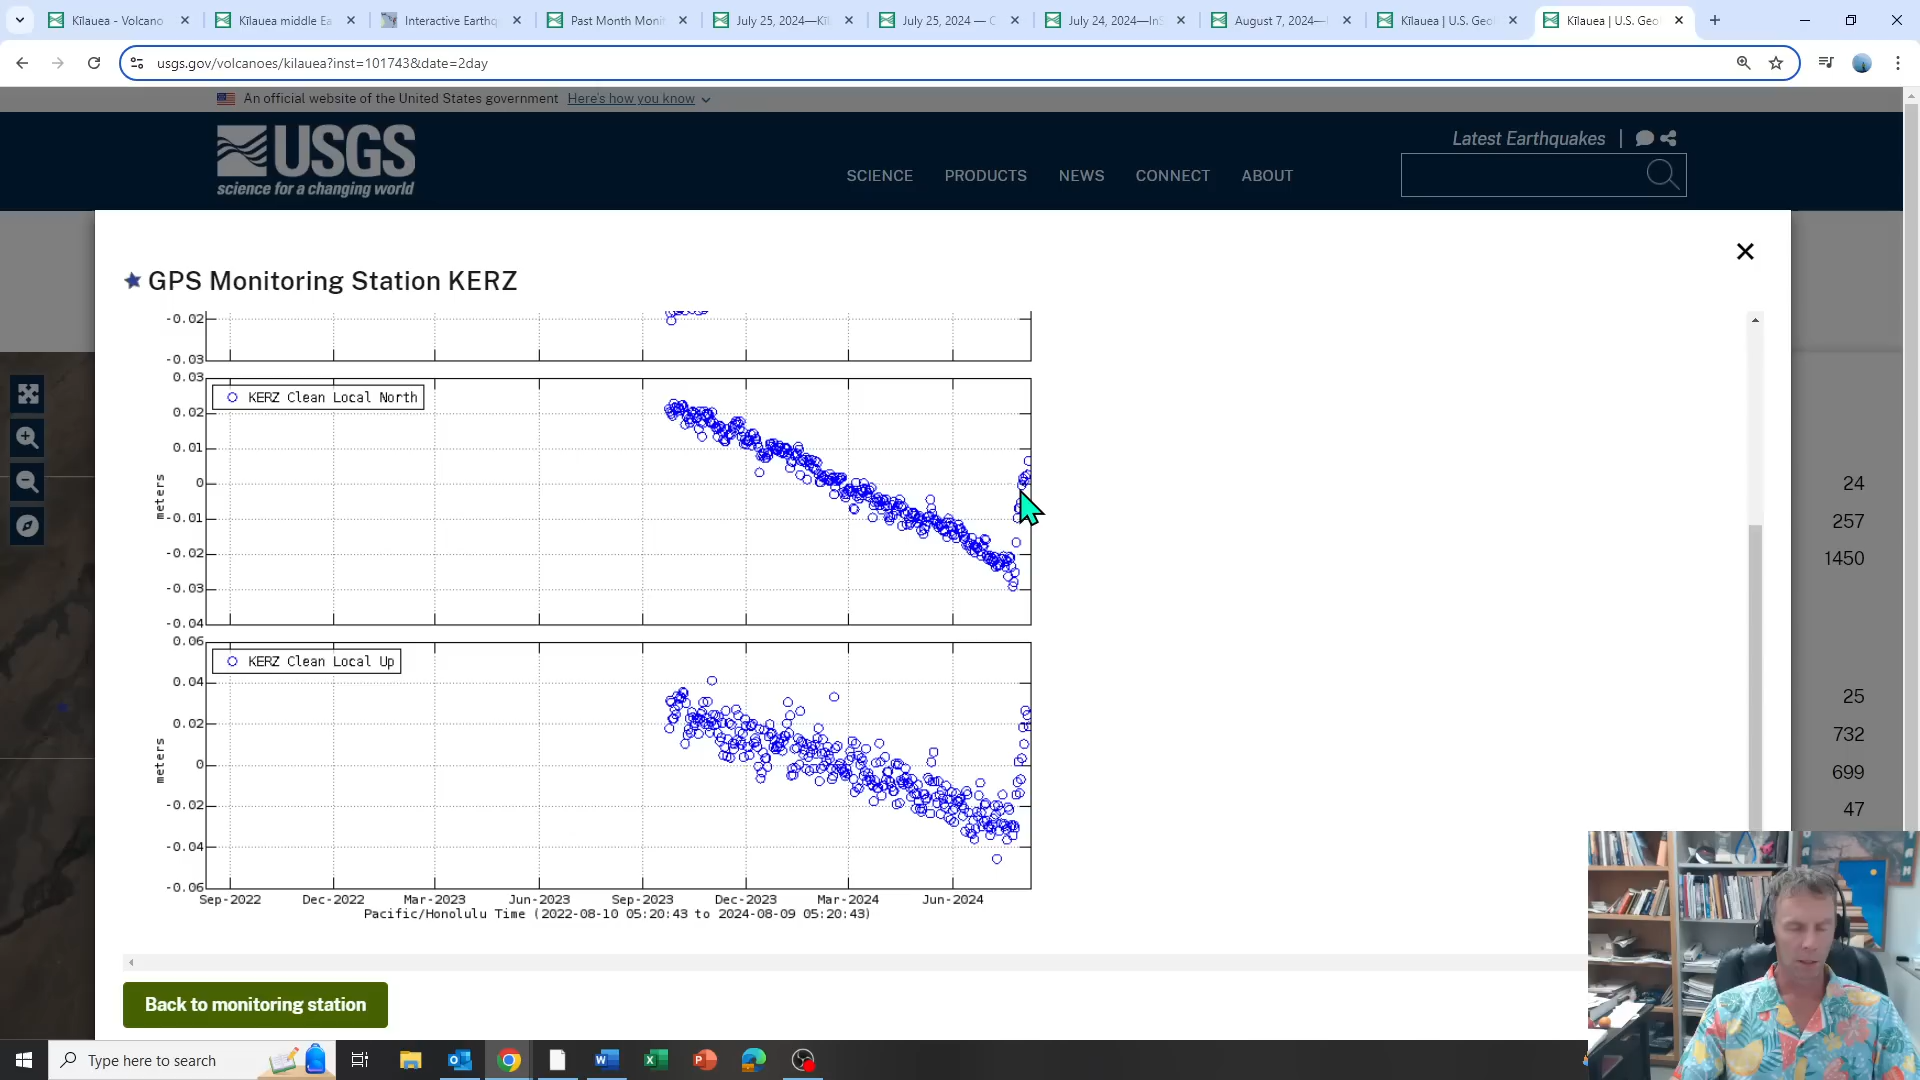 Kīlauea - Volcano
Kīlauea middle Ea
Interactive Earthq
Past Month Monit
July 25, 2024—Kīl
July 25, 2024 — C
July 24, 2024—InS
August 7, 2024—
Kīlauea | U.S. Geo
Kīlauea | U.S. Geo
usgs.gov/volcanoes/kilauea?inst=101743&date=2day
An official website of the United States government Here's how you know
USGS
science for a changing world
Latest Earthquakes |
SCIENCE PRODUCTS NEWS CONNECT ABOUT
GPS Monitoring Station KERZ
-0.02
-0.03
0.03
KERZ Clean Local North
0.02
0.01
0
-0.01
-0.02
-0.03
-0.04
meters
0.06
KERZ Clean Local Up
0.04
0.02
0
-0.02
-0.04
-0.06
meters
Sep-2022 Dec-2022 Mar-2023 Jun-2023 Sep-2023 Dec-2023 Mar-2024 Jun-2024
Pacific/Honolulu Time (2022-08-10 05:20:43 to 2024-08-09 05:20:43)
24
257
1450
25
732
699
47
Back to monitoring station
Type here to search